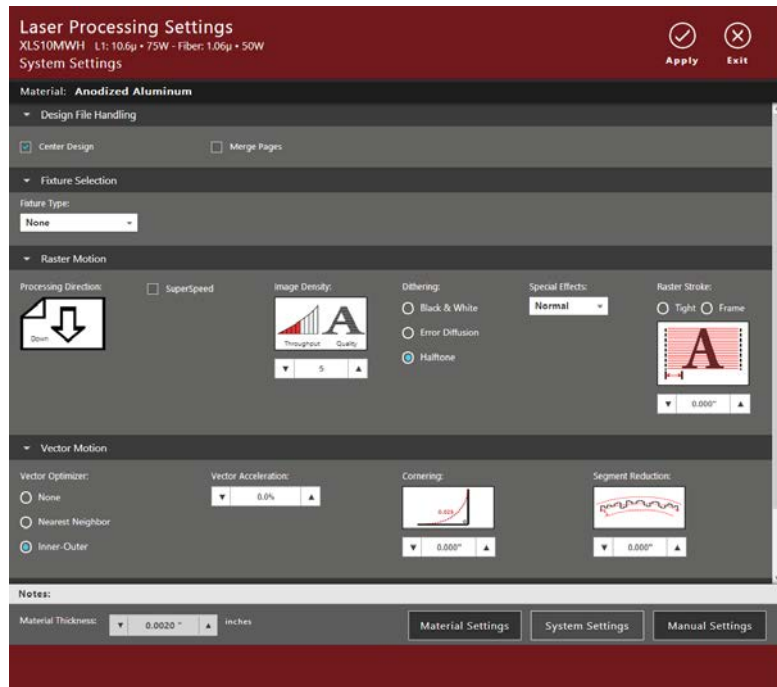 Laser Processing Settings
XLS10MWH L1: 10.6µ • 75W - Fiber: 1.06µ • 50W
System Settings
Apply Exit
Material: Anodized Aluminum
Design File Handling
Center Design Merge Pages
Fixture Selection
Fixture Type:
None
Raster Motion
Processing Direction: SuperSpeed Image Density: Dithering: Special Effects: Raster Stroke:
Down
Throughput Quality
A
5
Black & White
Error Diffusion
Halftone
Normal
Tight Frame
A
0.000"
Vector Motion
Vector Optimizer: Vector Acceleration: Cornering: Segment Reduction:
None
Nearest Neighbor
Inner-Outer
0.0%
0.000"
0.000"
Notes:
Material Thickness: 0.0020 " inches
Material Settings System Settings Manual Settings